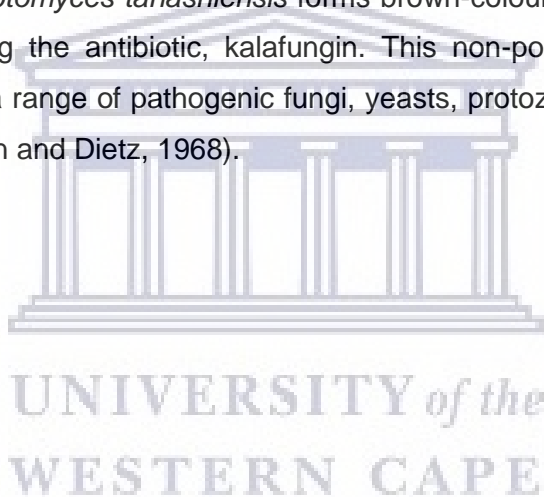 otomyces tanashiensis forms brown-colou
g the antibiotic, kalafungin. This non-po
a range of pathogenic fungi, yeasts, protoz
n and Dietz, 1968).
UNIVERSITY of the
WESTERN CAPE